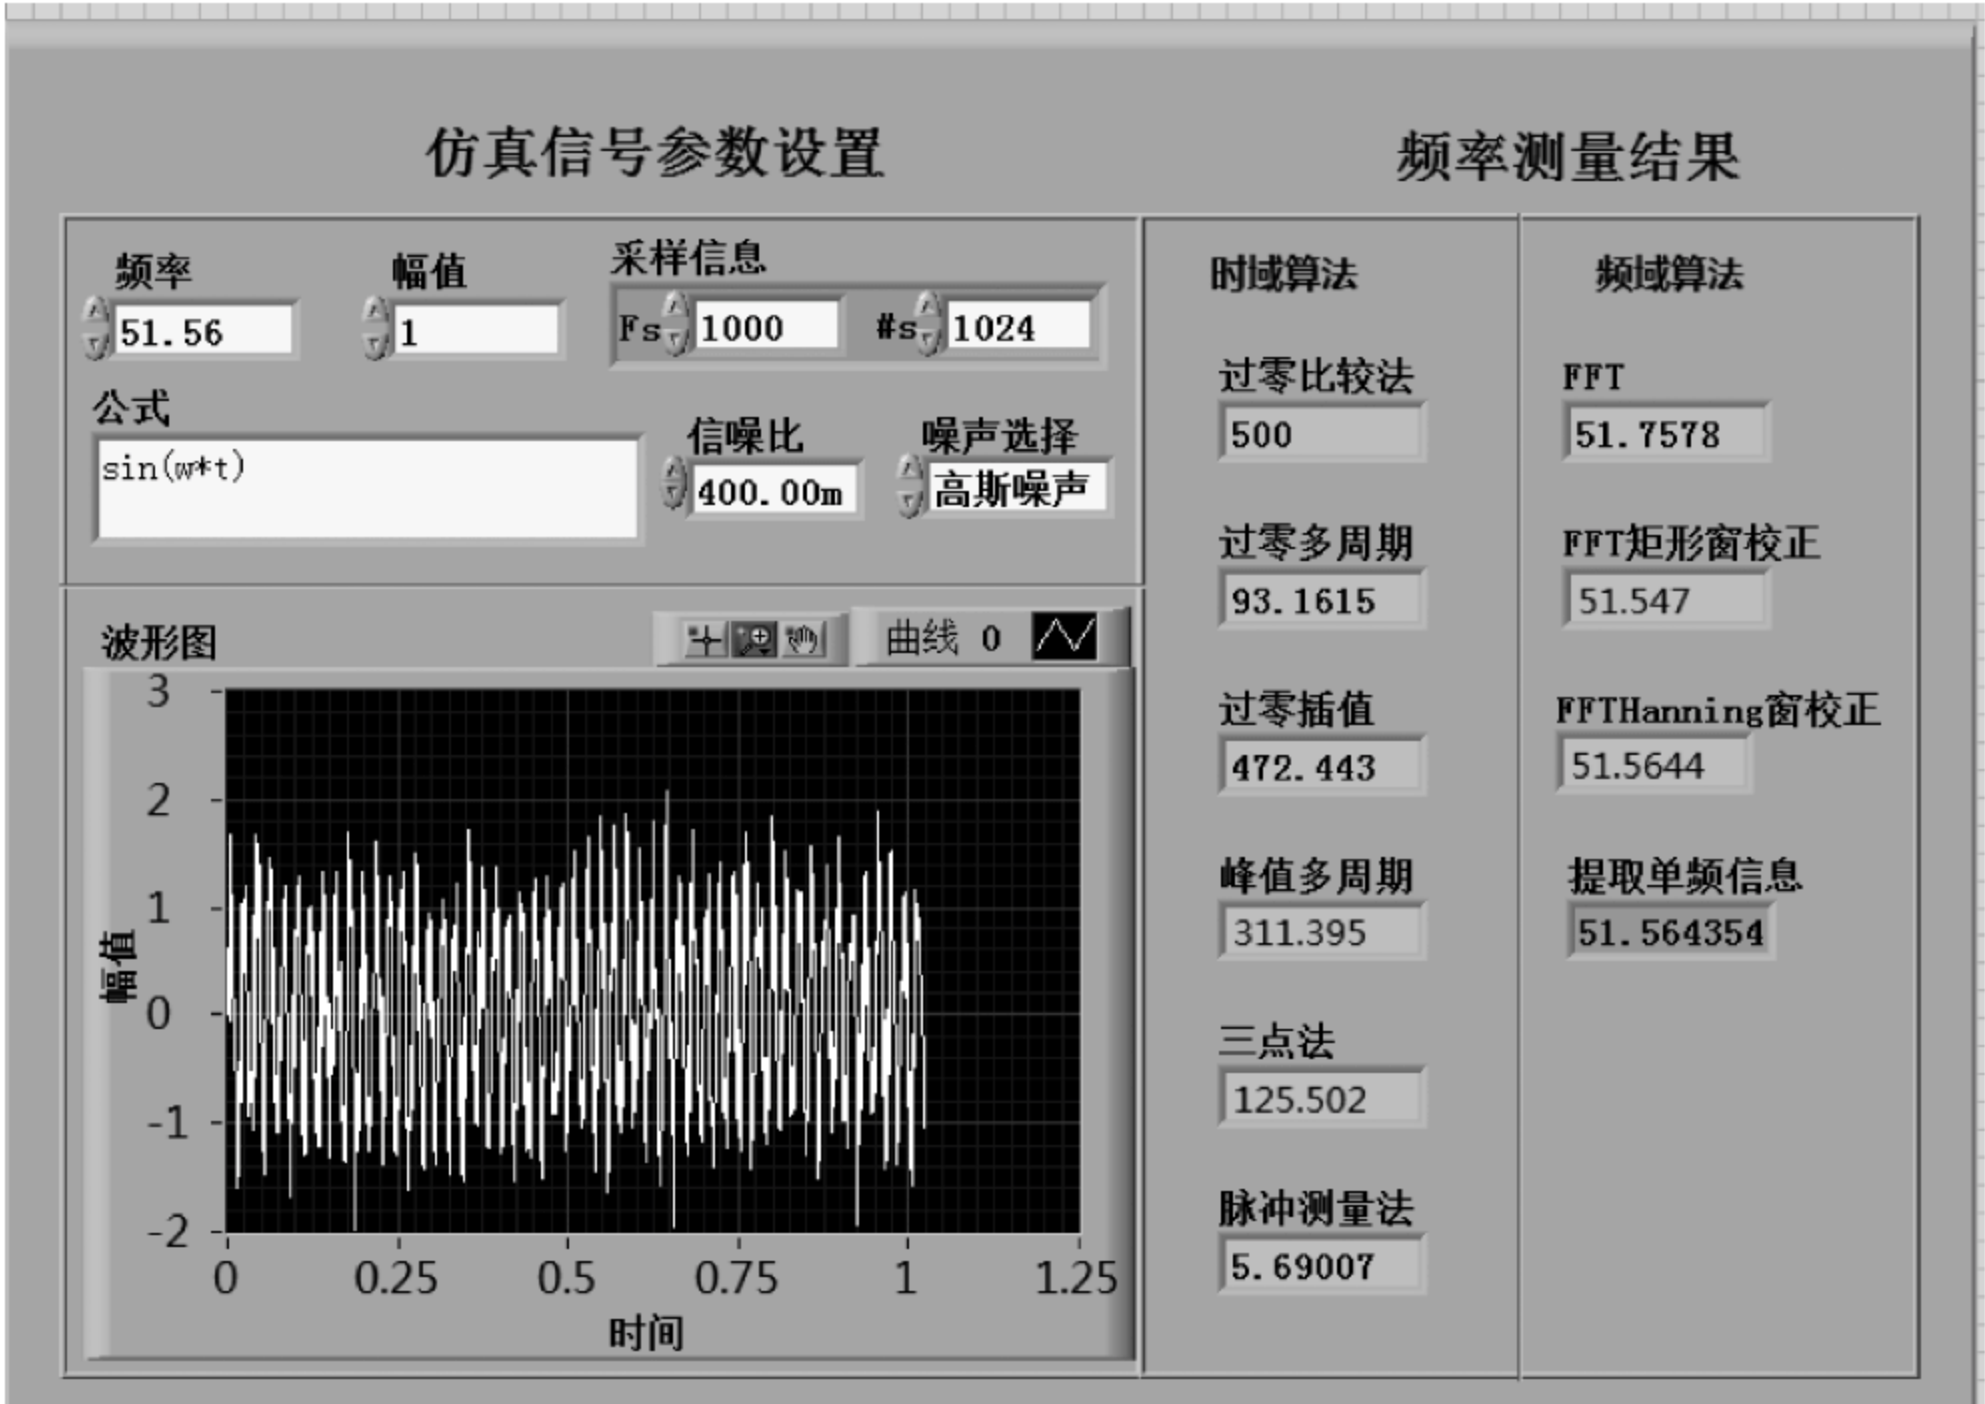 仿真信号参数设置
频率测量结果
频率
51.56
幅值
1
采样信息
Fs 1000 #s 1024
公式
sin(w*t)
信噪比
400.00m
噪声选择
高斯噪声
波形图
曲线 0
3
2
1
0
-1
-2
幅值
0 0.25 0.5 0.75 1 1.25
时间
时域算法
过零比较法
500
过零多周期
93.1615
过零插值
472.443
峰值多周期
311.395
三点法
125.502
脉冲测量法
5.69007
频域算法
FFT
51.7578
FFT矩形窗校正
51.547
FFTHanning窗校正
51.5644
提取单频信息
51.564354